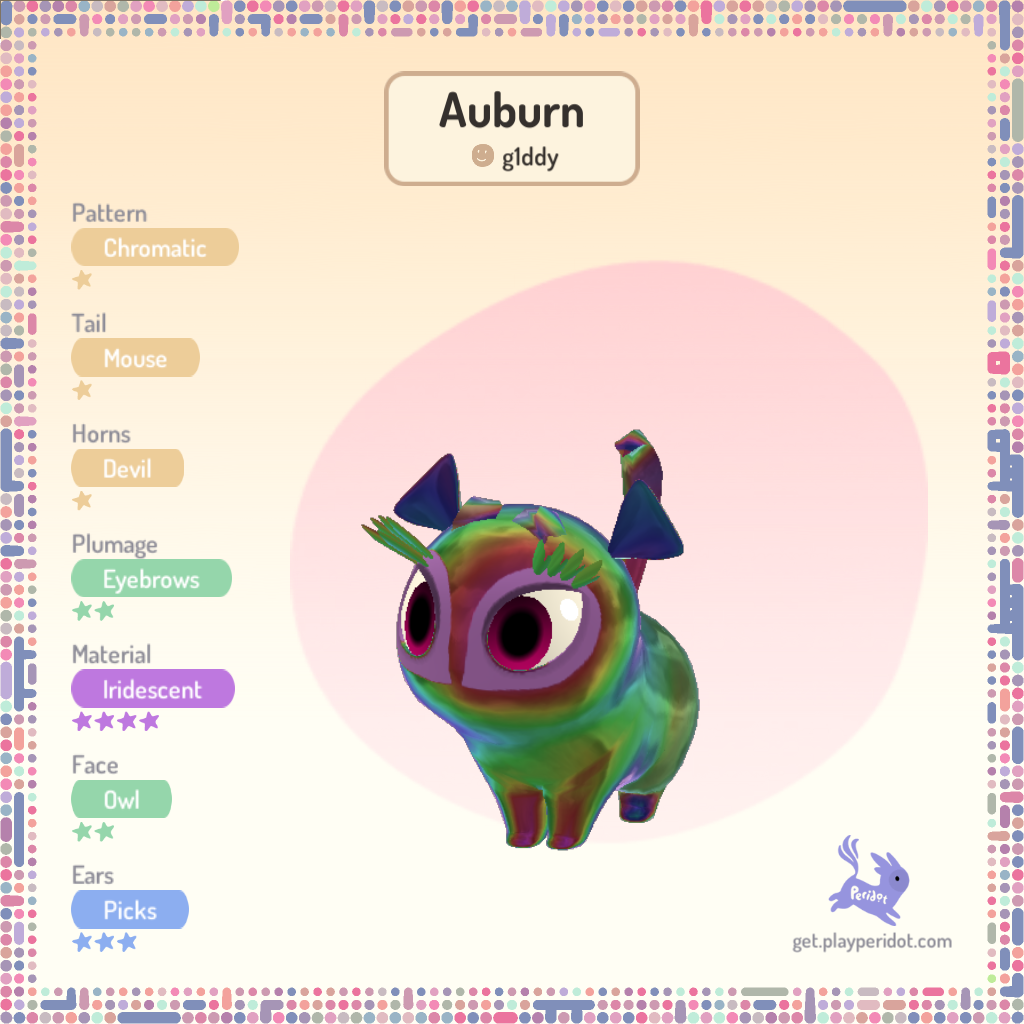 Auburn
g1ddy
Pattern
Chromatic
Tail
Mouse
Horns
Devil
Plumage
Eyebrows
Material
Iridescent
Face
Owl
Ears
Picks
Peridot
get.playperidot.com